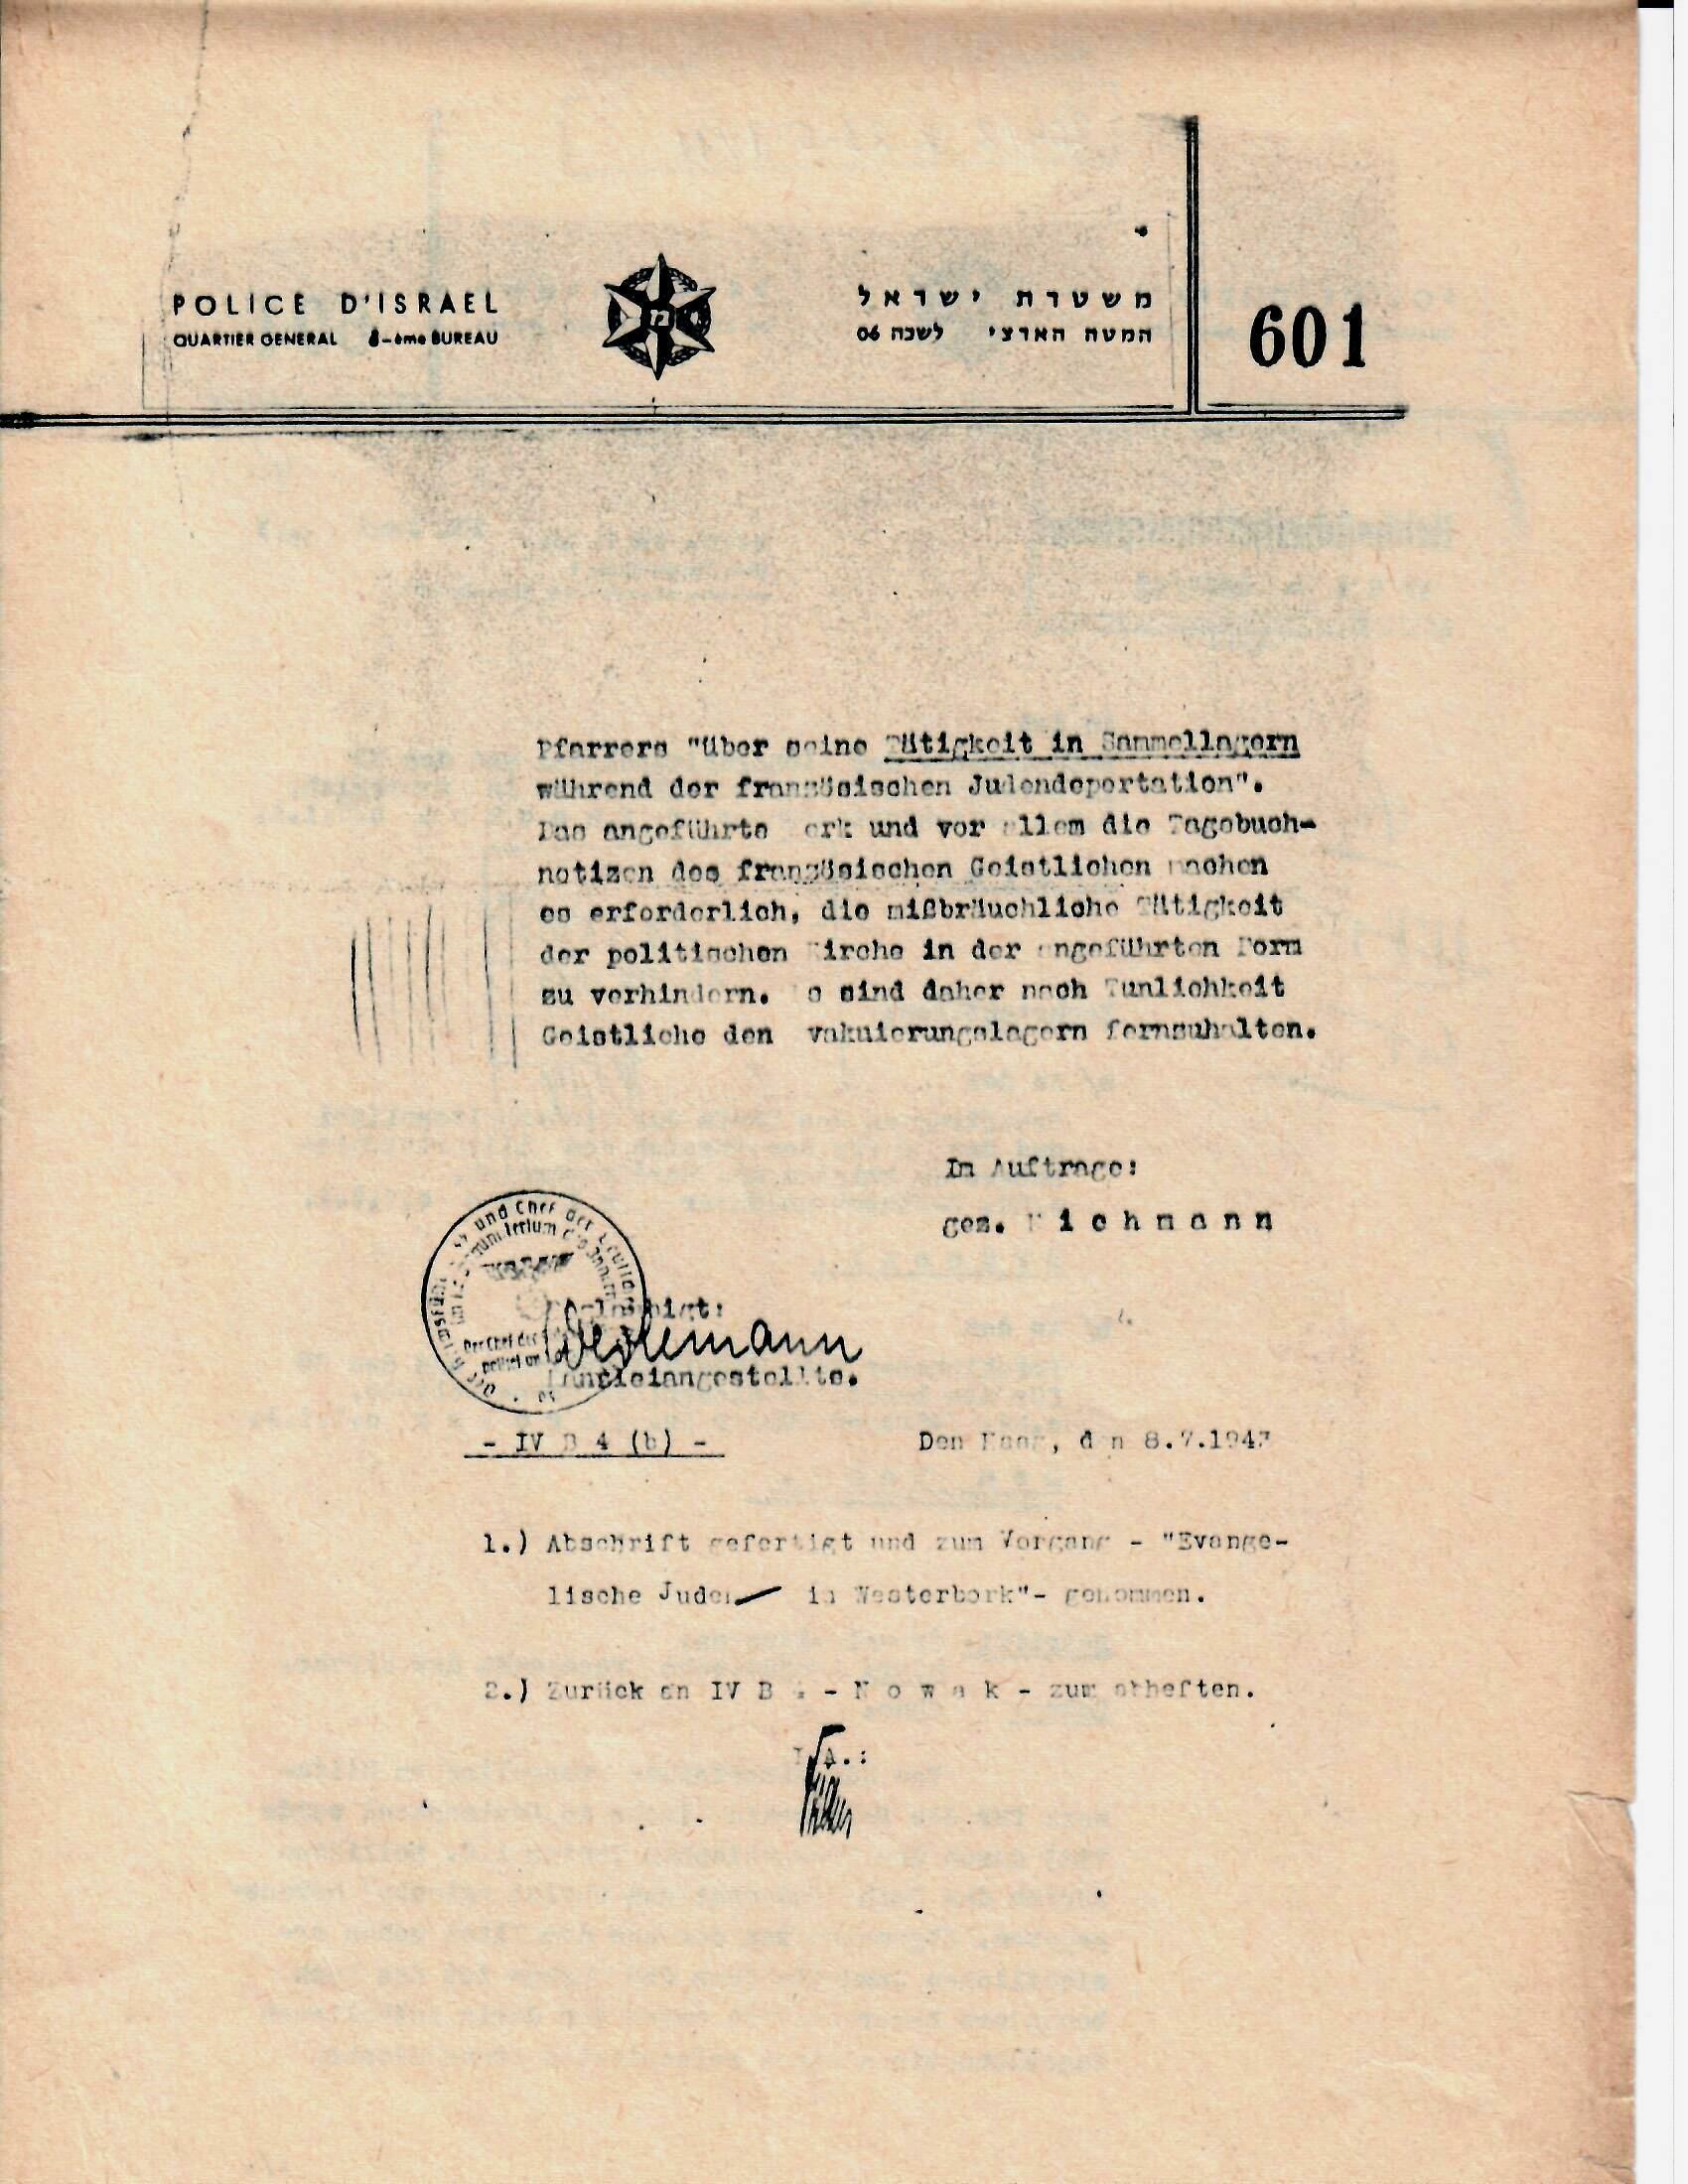 POLICE D'ISRAEL
QUARTIER GENERAL 6-ème BUREAU
משטרת ישראל
המטה הארצי לשכה 06
601
Pfarrers "über seine Tätigkeit in Sammellagern
während der französischen Judendeportation".
Das angeführte Werk und vor allem die Tagebuch-
notizen des französischen Geistlichen machen
es erforderlich, die mißbräuchliche Tätigkeit
der politischen Kirche in der angeführten Form
zu verhindern. Es sind daher nach Tunlichkeit
Geistliche den Evakuierungslagern fernzuhalten.
Im Auftrage:
gez. Eichmann
und Chef der
Beglaubigt:
Kanzleiangestellte.
- IV B 4 (b) -
Den Haag, den 8.7.1943
1.) Abschrift gefertigt und zum Vorgang - "Evange-
lische Juden in Westerbork"- genommen.
2.) Zurück an IV B 4 - Nowak - zum abheften.
I.A.: